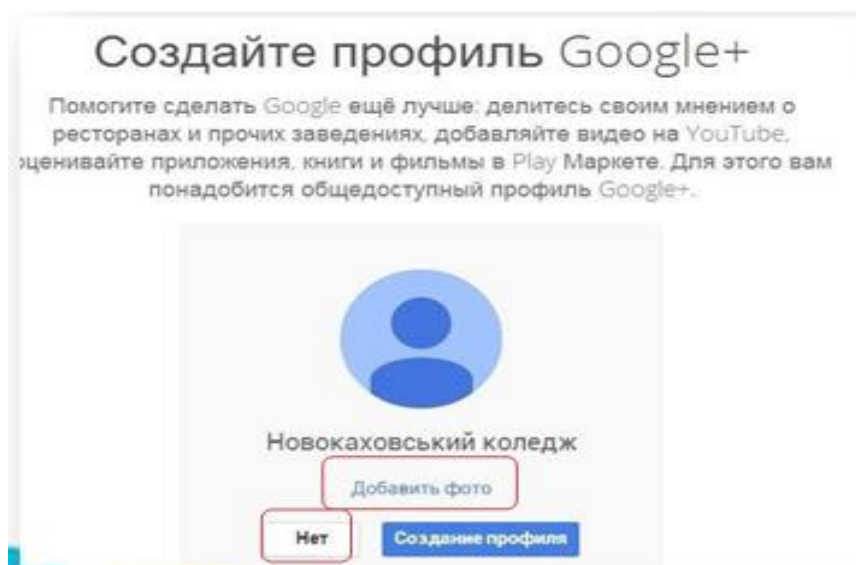 Создайте профиль Google+
Помогите сделать Google ещё лучше: делитесь своим мнением о
ресторанах и прочих заведениях, добавляйте видео на YouTube,
оценивайте приложения, книги и фильмы в Play Маркете. Для этого вам
понадобится общедоступный профиль Google+.
Новокаховський коледж
Добавить фото
Нет
Создание профиля